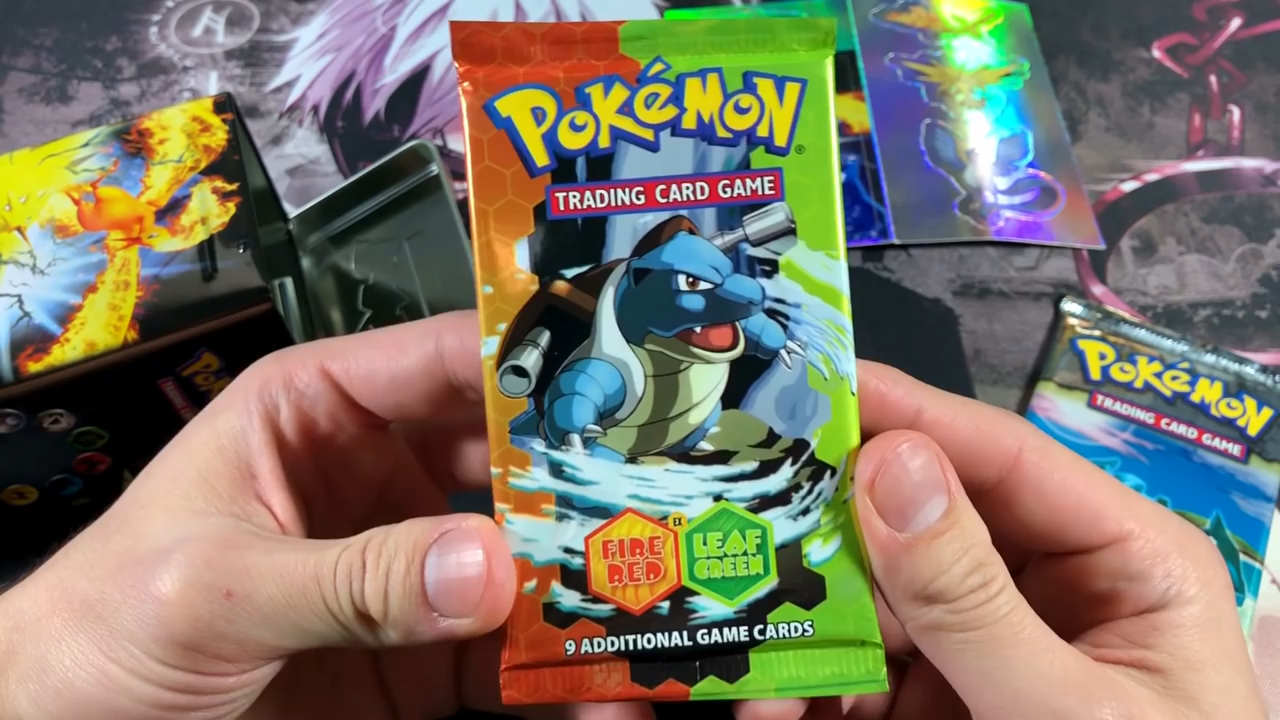 POKéMON
TRADING CARD GAME
EX
FIRE RED
LEAF GREEN
9 ADDITIONAL GAME CARDS
POKéMON
TRADING CARD GAME